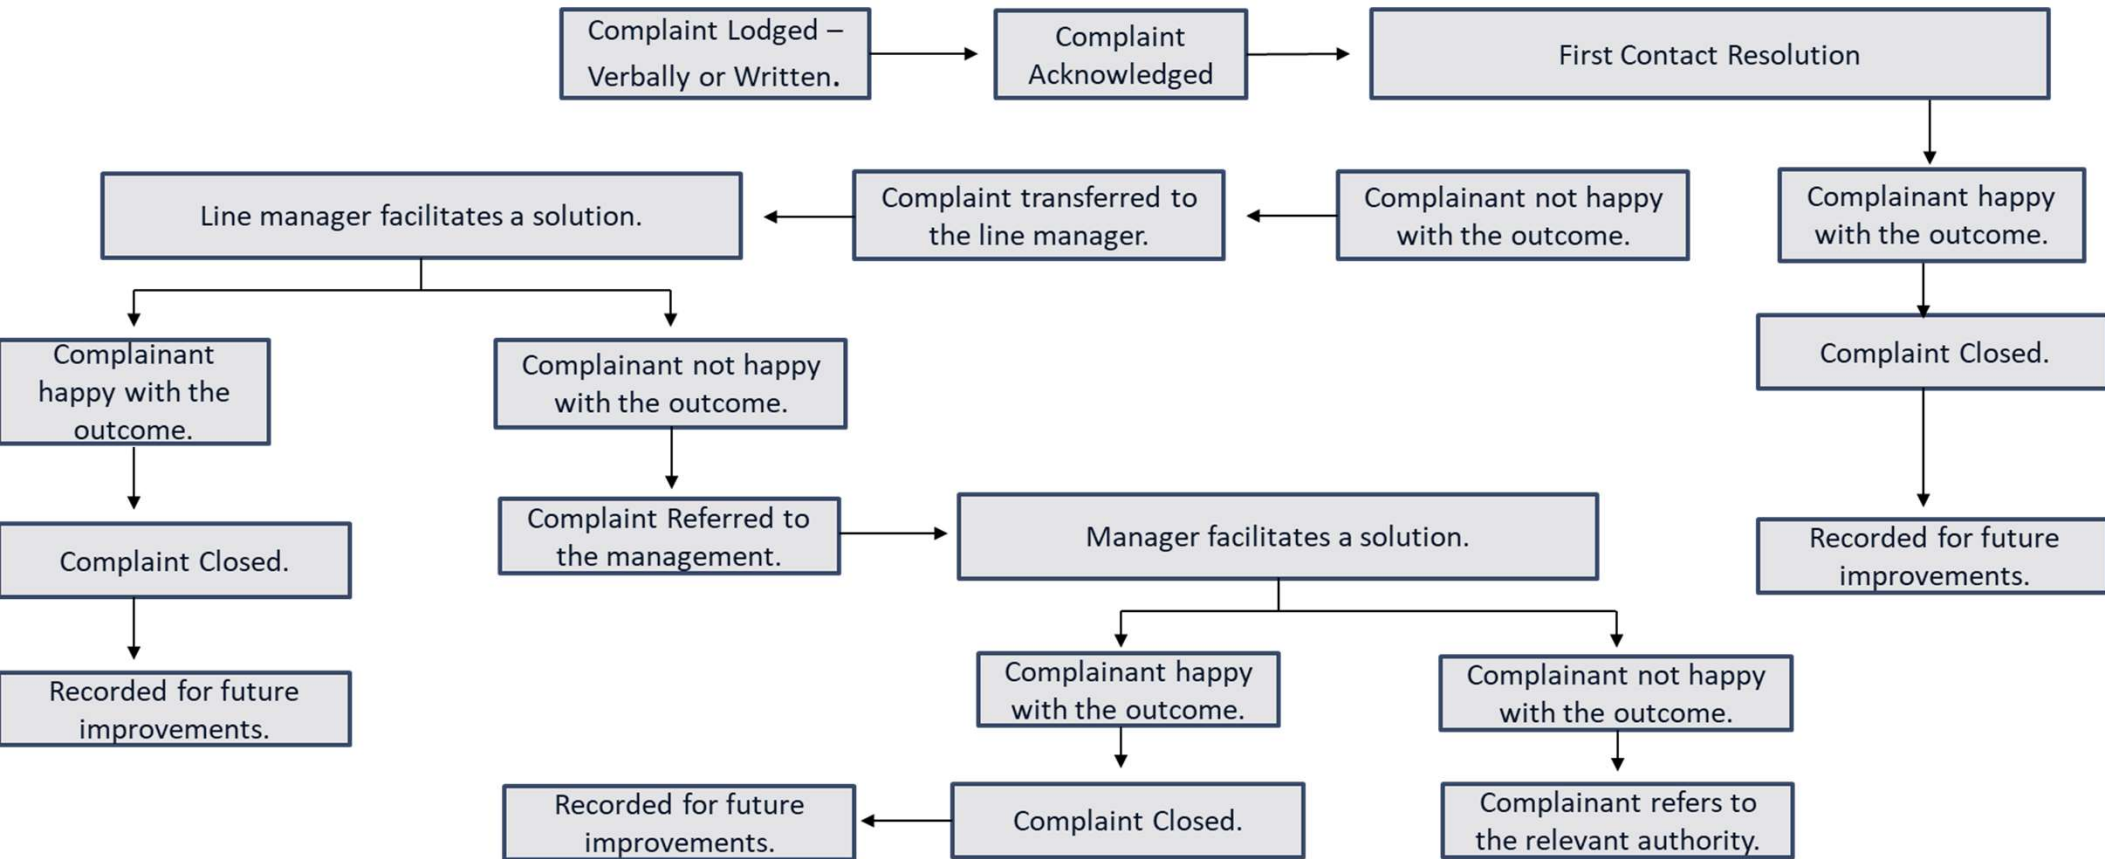 Complaint Lodged –
Verbally or Written.
Complaint
Acknowledged
First Contact Resolution
Line manager facilitates a solution.
Complaint transferred to
the line manager.
Complainant not happy
with the outcome.
Complainant happy
with the outcome.
Complaint Closed.
Recorded for future
improvements.
Complainant
happy with the
outcome.
Complainant not happy
with the outcome.
Complaint Closed.
Recorded for future
improvements.
Complaint Referred to
the management.
Manager facilitates a solution.
Complainant happy
with the outcome.
Complainant not happy
with the outcome.
Recorded for future
improvements.
Complaint Closed.
Complainant refers to
the relevant authority.